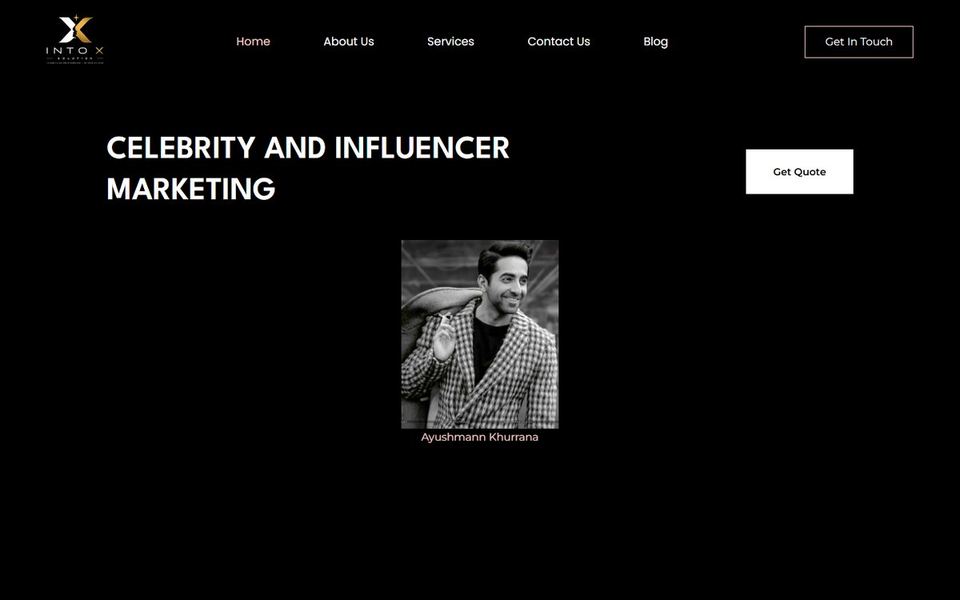 INTO X
SOLUTION
Home
About Us
Services
Contact Us
Blog
Get In Touch
CELEBRITY AND INFLUENCER
MARKETING
Get Quote
Ayushmann Khurrana